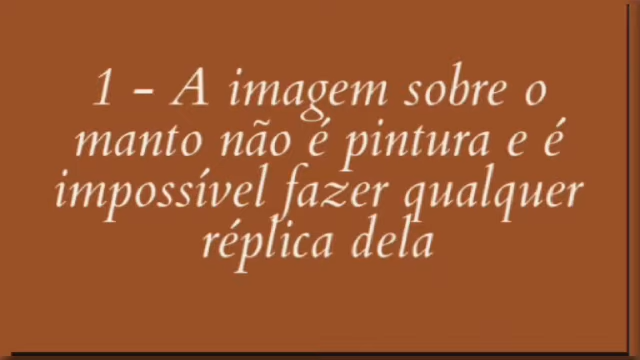 1 - A imagem sobre o
manto não é pintura e é
impossível fazer qualquer
réplica dela